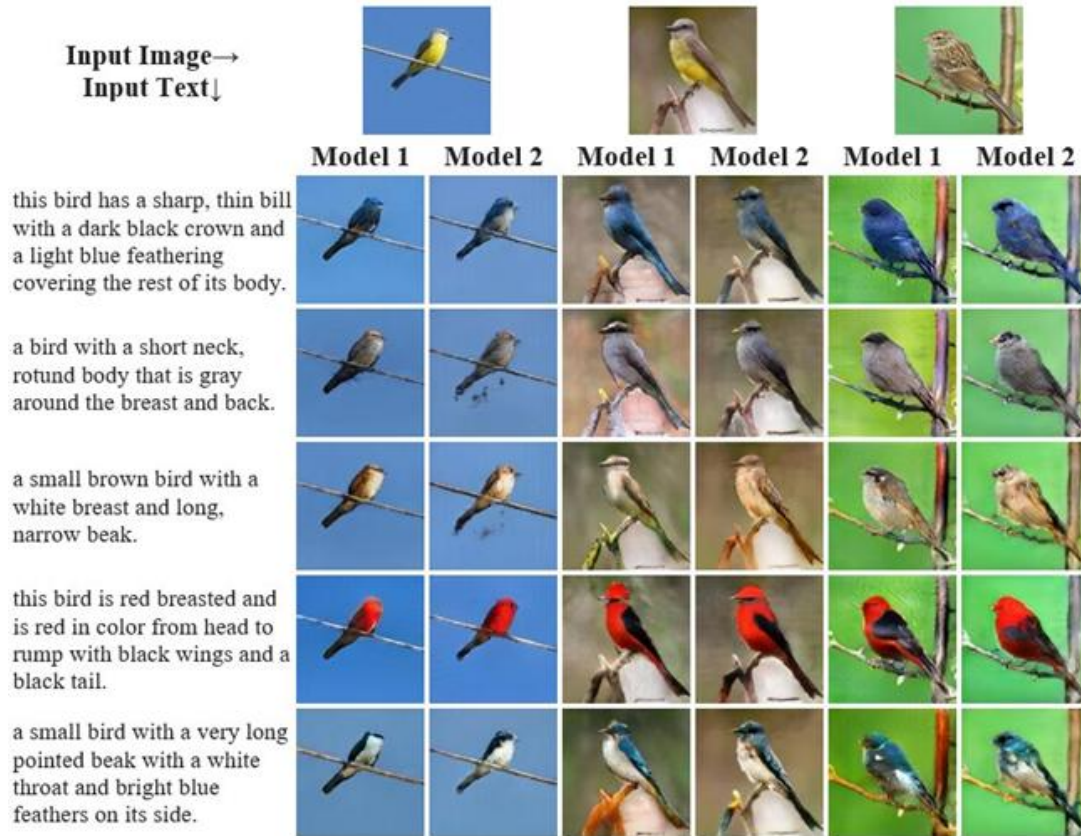 Input Image→
Input Text↓
Model 1 Model 2 Model 1 Model 2 Model 1 Model 2
this bird has a sharp, thin bill
with a dark black crown and
a light blue feathering
covering the rest of its body.
a bird with a short neck,
rotund body that is gray
around the breast and back.
a small brown bird with a
white breast and long,
narrow beak.
this bird is red breasted and
is red in color from head to
rump with black wings and a
black tail.
a small bird with a very long
pointed beak with a white
throat and bright blue
feathers on its side.